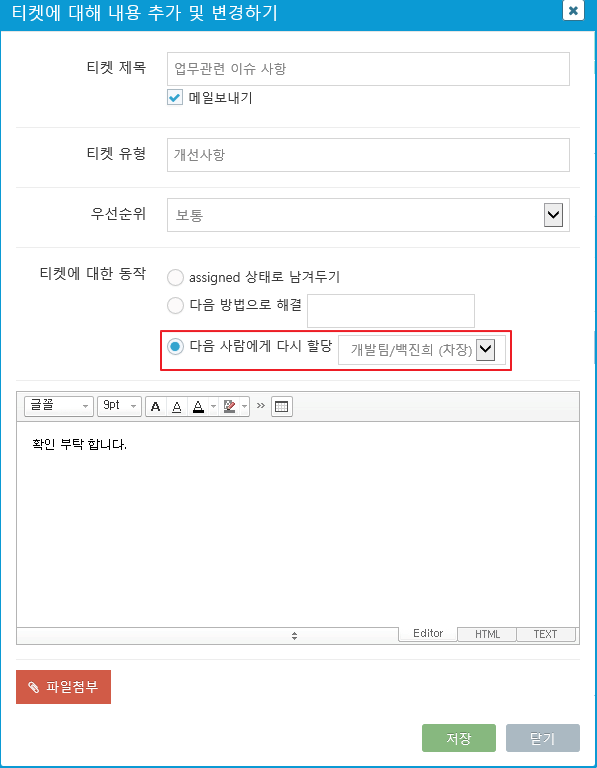 티켓에 대해 내용 추가 및 변경하기
티켓 제목
업무관련 이슈 사항
메일보내기
티켓 유형
개선사항
우선순위
보통
티켓에 대한 동작
assigned 상태로 남겨두기
다음 방법으로 해결
다음 사람에게 다시 할당
개발팀/백진희 (차장)
글꼴 9pt 가 가 가
확인 부탁 합니다.
Editor HTML TEXT
파일첨부
저장 닫기